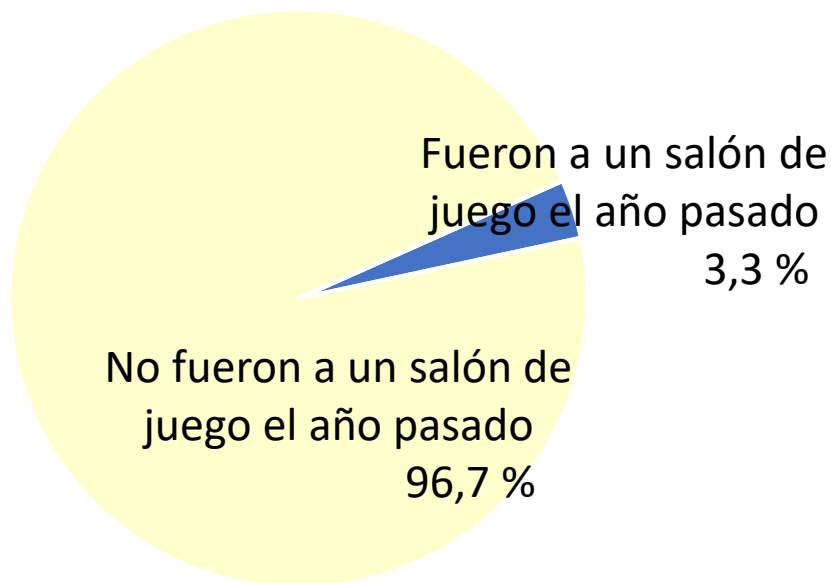 Fueron a un salón de
juego el año pasado
3,3 %
No fueron a un salón de
juego el año pasado
96,7 %